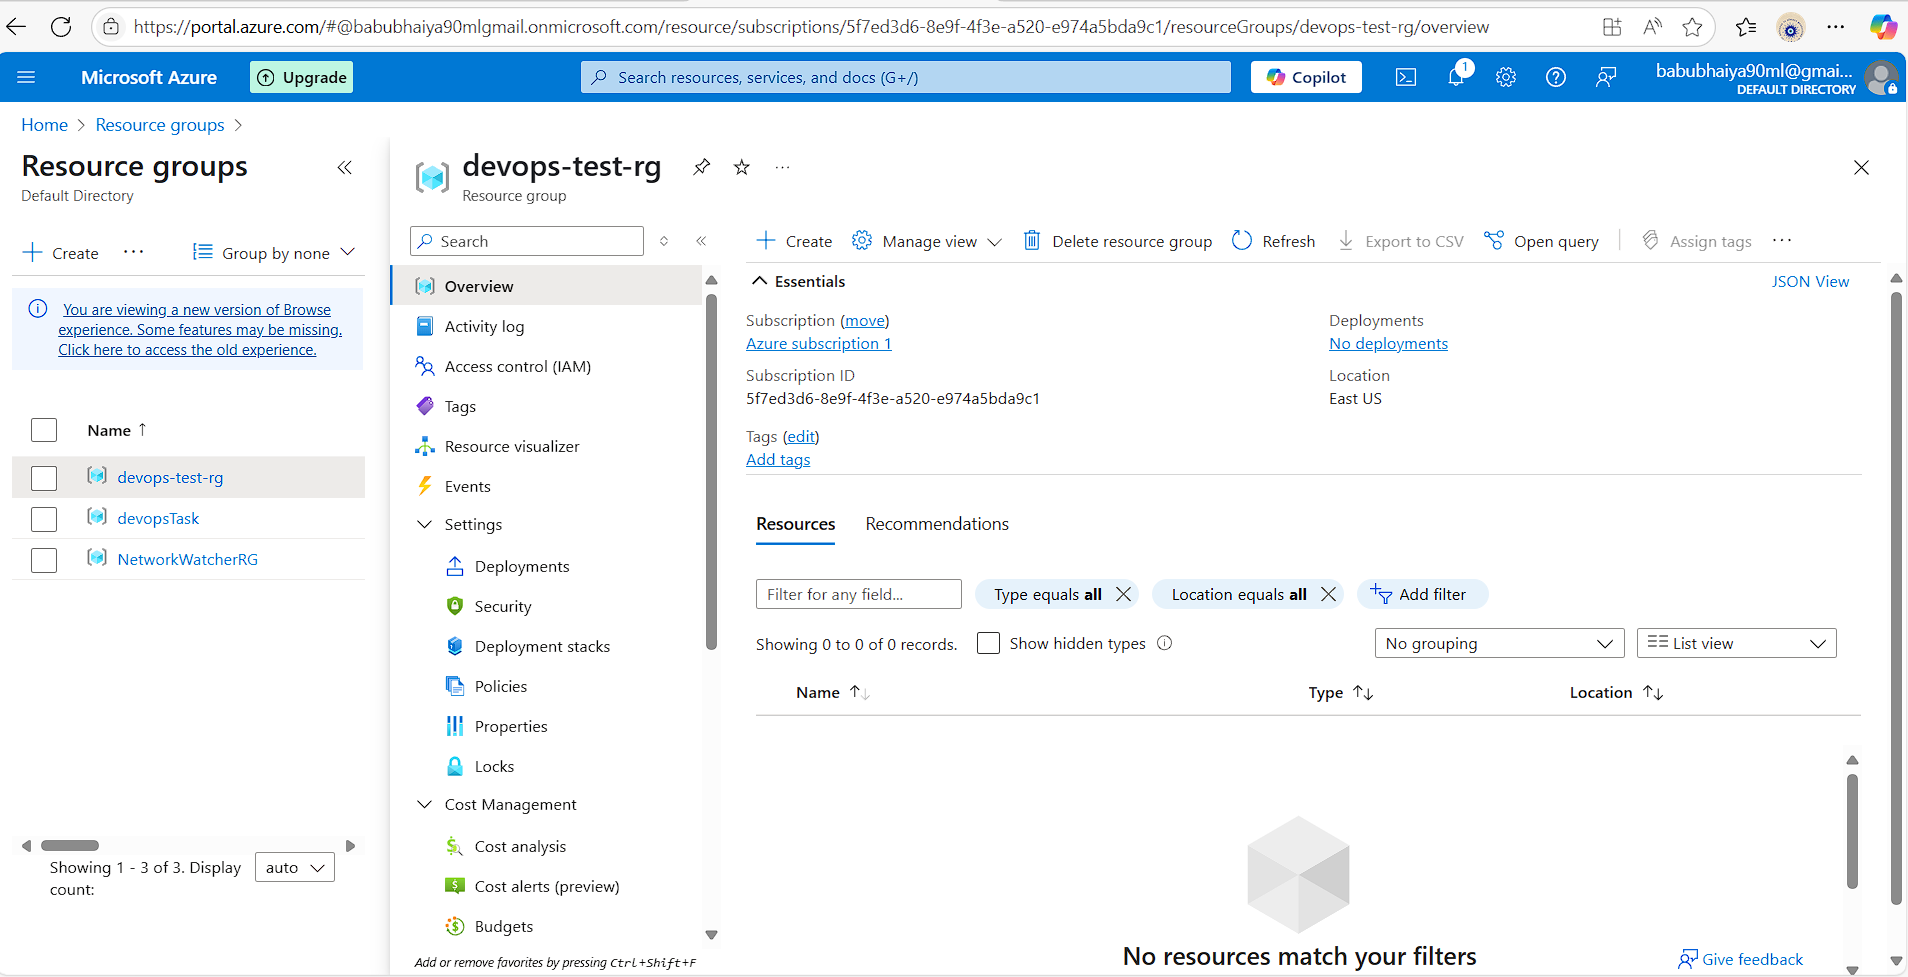 https://portal.azure.com/#@babubhaiya90mlgmail.onmicrosoft.com/resource/subscriptions/5f7ed3d6-8e9f-4f3e-a520-e974a5bda9c1/resourceGroups/devops-test-rg/overview
Microsoft Azure
Upgrade
Search resources, services, and docs (G+/)
Copilot
1
babubhaiya90ml@gmai...
DEFAULT DIRECTORY
Home > Resource groups >
Resource groups
Default Directory
Create
Group by none
You are viewing a new version of Browse
experience. Some features may be missing.
Click here to access the old experience.
Name ↑
devops-test-rg
devopsTask
NetworkWatcherRG
Showing 1 - 3 of 3. Display
count:
auto
devops-test-rg
Resource group
Search
Overview
Activity log
Access control (IAM)
Tags
Resource visualizer
Events
Settings
Deployments
Security
Deployment stacks
Policies
Properties
Locks
Cost Management
Cost analysis
Cost alerts (preview)
Budgets
Add or remove favorites by pressing Ctrl+Shift+F
Create
Manage view
Delete resource group
Refresh
Export to CSV
Open query
Assign tags
Essentials
JSON View
Subscription (move)
Azure subscription 1
Subscription ID
5f7ed3d6-8e9f-4f3e-a520-e974a5bda9c1
Deployments
No deployments
Location
East US
Tags (edit)
Add tags
Resources
Recommendations
Filter for any field...
Type equals all
Location equals all
Add filter
Showing 0 to 0 of 0 records.
Show hidden types
No grouping
List view
Name ↑↓
Type ↑↓
Location ↑↓
No resources match your filters
Give feedback